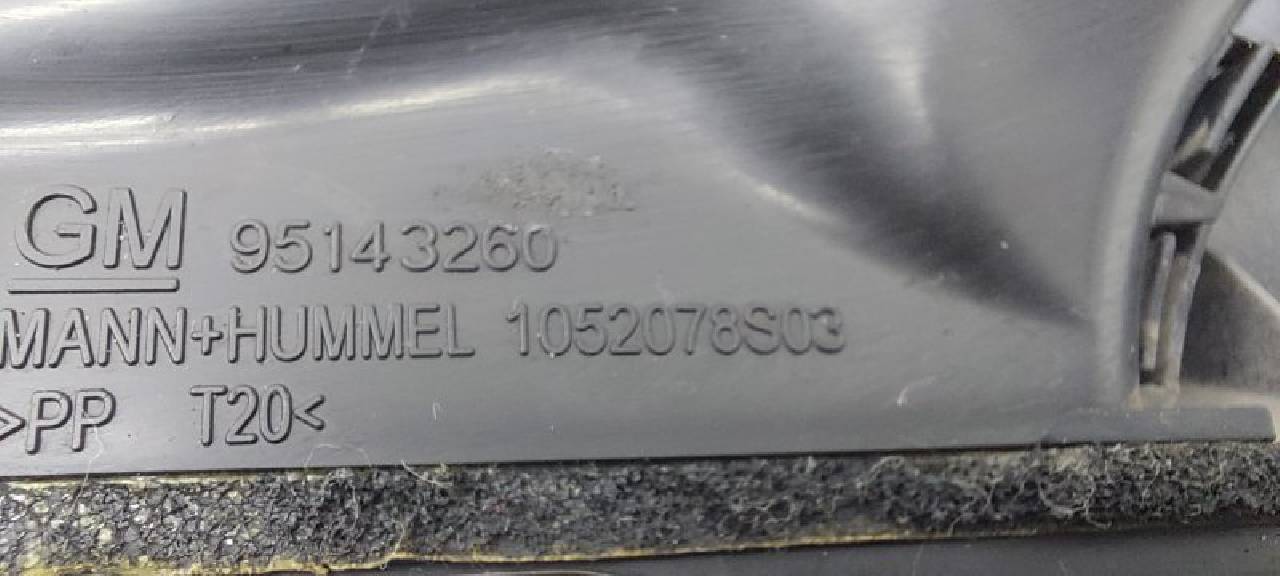 GM 95143260
MANN+HUMMEL 1052078S03
>PP T20<